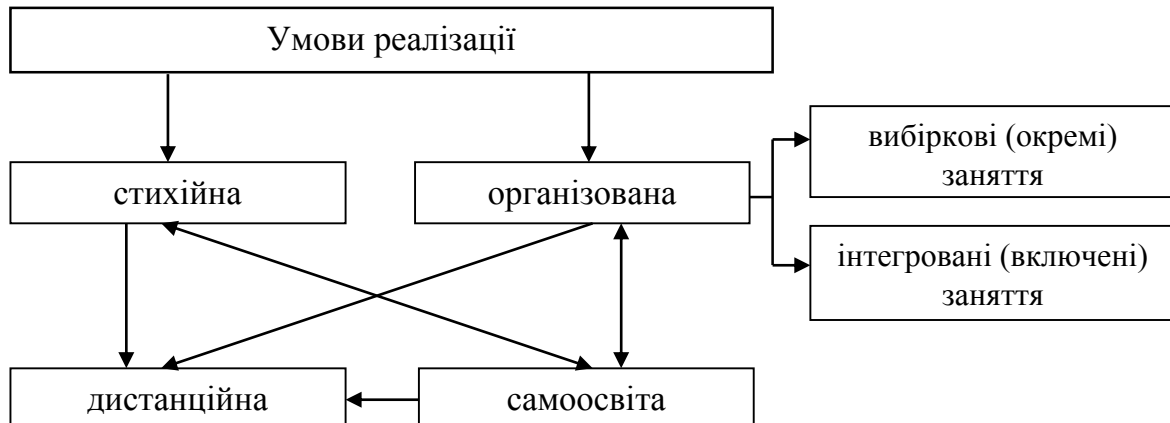 Умови реалізації
стихійна
організована
вибіркові (окремі)
заняття
інтегровані (включені)
заняття
дистанційна
самоосвіта